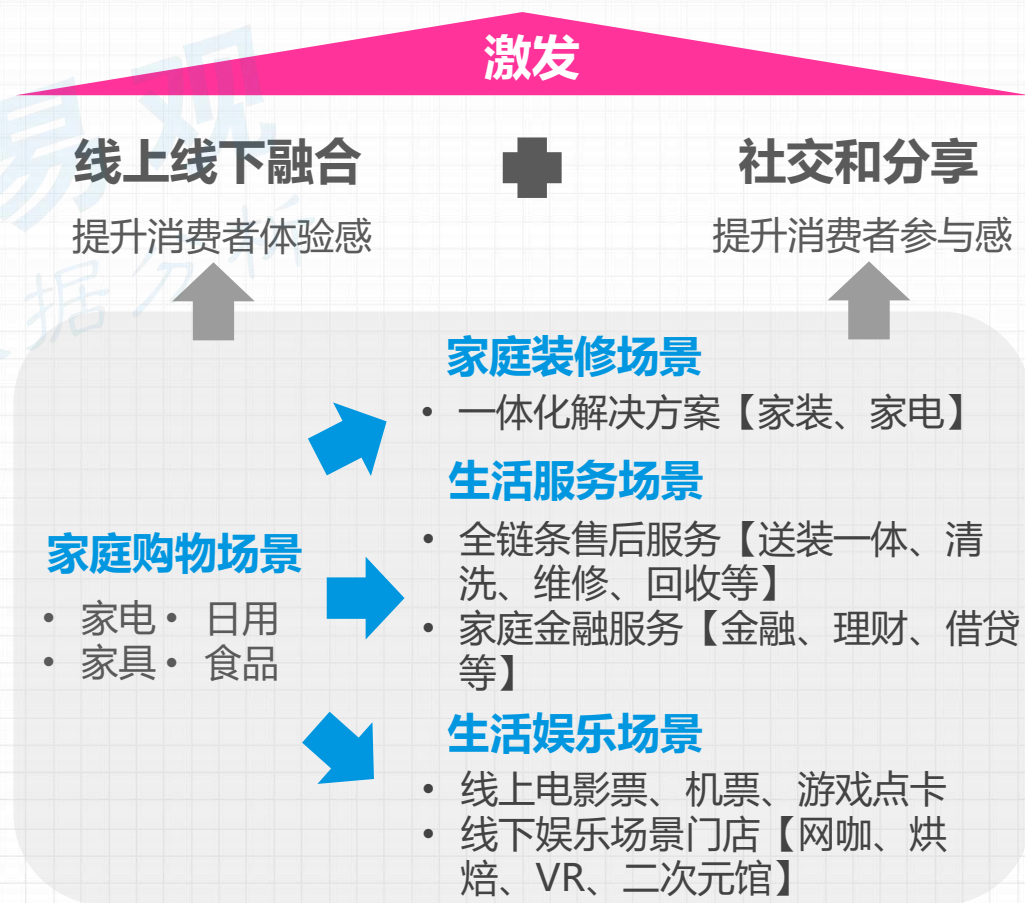 激发
线上线下融合
社交和分享
提升消费者体验感
提升消费者参与感
家庭购物场景
• 家电 • 日用
• 家具 • 食品
家庭装修场景
• 一体化解决方案【家装、家电】
生活服务场景
• 全链条售后服务【送装一体、清
洗、维修、回收等】
• 家庭金融服务【金融、理财、借贷
等】
生活娱乐场景
• 线上电影票、机票、游戏点卡
• 线下娱乐场景门店【网咖、烘
焙、VR、二次元馆】
易观
据分析